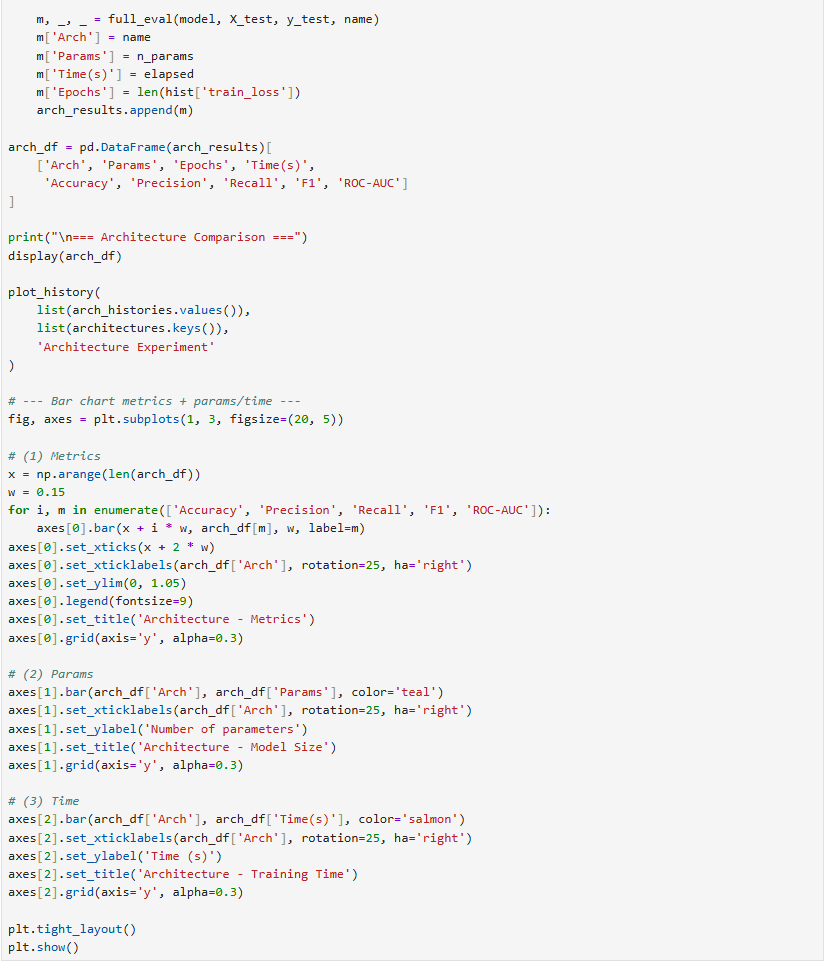 m, _, _ = full_eval(model, X_test, y_test, name)
    m['Arch'] = name
    m['Params'] = n_params
    m['Time(s)'] = elapsed
    m['Epochs'] = len(hist['train_loss'])
    arch_results.append(m)

arch_df = pd.DataFrame(arch_results)[
    ['Arch', 'Params', 'Epochs', 'Time(s)',
     'Accuracy', 'Precision', 'Recall', 'F1', 'ROC-AUC']
]

print("\n=== Architecture Comparison ===")
display(arch_df)

plot_history(
    list(arch_histories.values()),
    list(architectures.keys()),
    'Architecture Experiment'
)

# --- Bar chart metrics + params/time ---
fig, axes = plt.subplots(1, 3, figsize=(20, 5))

# (1) Metrics
x = np.arange(len(arch_df))
w = 0.15
for i, m in enumerate(['Accuracy', 'Precision', 'Recall', 'F1', 'ROC-AUC']):
    axes[0].bar(x + i * w, arch_df[m], w, label=m)
axes[0].set_xticks(x + 2 * w)
axes[0].set_xticklabels(arch_df['Arch'], rotation=25, ha='right')
axes[0].set_ylim(0, 1.05)
axes[0].legend(fontsize=9)
axes[0].set_title('Architecture - Metrics')
axes[0].grid(axis='y', alpha=0.3)

# (2) Params
axes[1].bar(arch_df['Arch'], arch_df['Params'], color='teal')
axes[1].set_xticklabels(arch_df['Arch'], rotation=25, ha='right')
axes[1].set_ylabel('Number of parameters')
axes[1].set_title('Architecture - Model Size')
axes[1].grid(axis='y', alpha=0.3)

# (3) Time
axes[2].bar(arch_df['Arch'], arch_df['Time(s)'], color='salmon')
axes[2].set_xticklabels(arch_df['Arch'], rotation=25, ha='right')
axes[2].set_ylabel('Time (s)')
axes[2].set_title('Architecture - Training Time')
axes[2].grid(axis='y', alpha=0.3)

plt.tight_layout()
plt.show()